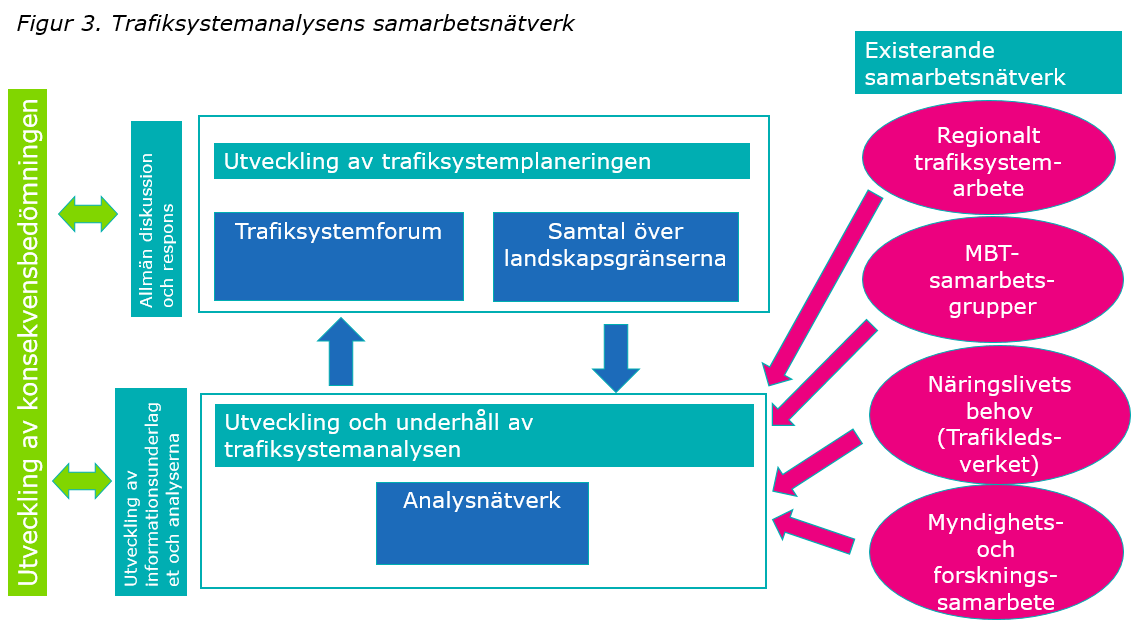 Figur 3. Trafiksystemanalysens samarbetsnätverk
Utveckling av konsekvensbedömningen
Allmän diskussion
och respons
Utveckling av trafiksystemplaneringen
Trafiksystemforum
Samtal över
landskapsgränserna
Utveckling av
informationsunderlag
et och analyserna
Utveckling och underhåll av
trafiksystemanalysen
Analysnätverk
Existerande
samarbetsnätverk
Regionalt
trafiksystem-
arbete
MBT-
samarbets-
grupper
Näringslivets
behov
(Trafikleds-
verket)
Myndighets-
och
forsknings-
samarbete